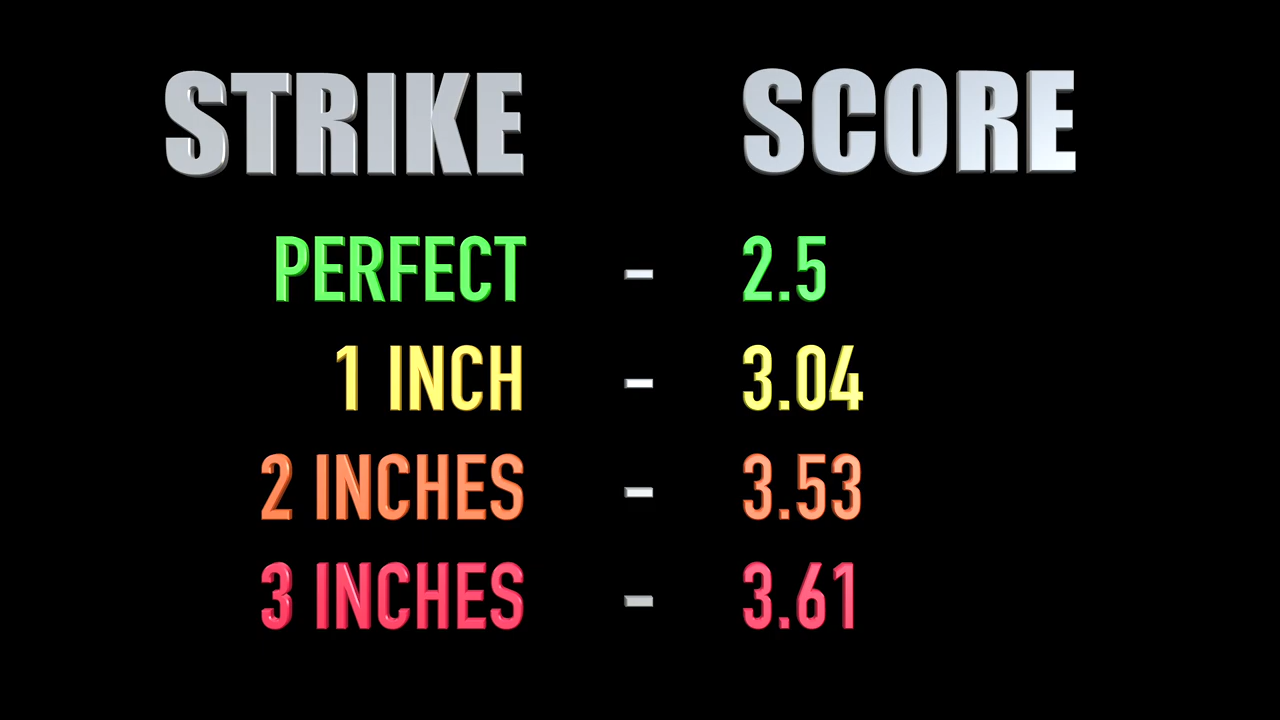 STRIKE SCORE
PERFECT - 2.5
1 INCH - 3.04
2 INCHES - 3.53
3 INCHES - 3.61